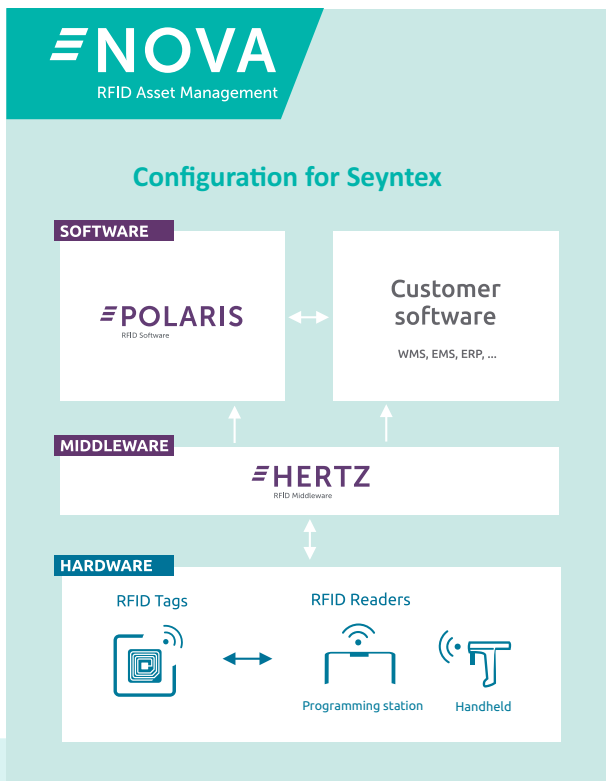 NOVA
RFID Asset Management
Configuration for Seyntex
SOFTWARE
POLARIS
RFID Software
Customer
software
WMS, EMS, ERP, ...
MIDDLEWARE
HERTZ
RFID Middleware
HARDWARE
RFID Tags
RFID Readers
Programming station
Handheld